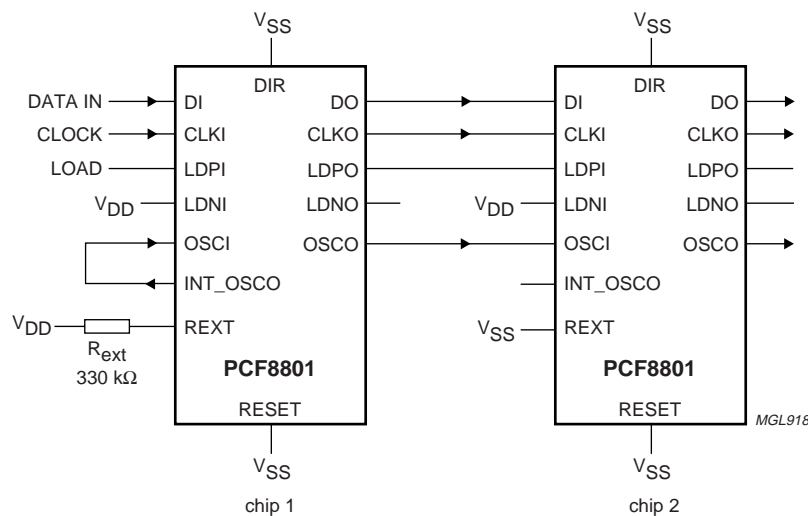 VSS
VSS
DIR
DIR
DATA IN
DI
DO
DI
DO
CLOCK
CLKI
CLKO
CLKI
CLKO
LOAD
LDPI
LDPO
LDPI
LDPO
VDD
LDNI
LDNO
VDD
LDNI
LDNO
OSCI
OSCO
OSCI
OSCO
INT_OSCO
INT_OSCO
VDD
REXT
VSS
REXT
Rext
330 kΩ
PCF8801
PCF8801
RESET
RESET
MGL918
VSS
VSS
chip 1
chip 2